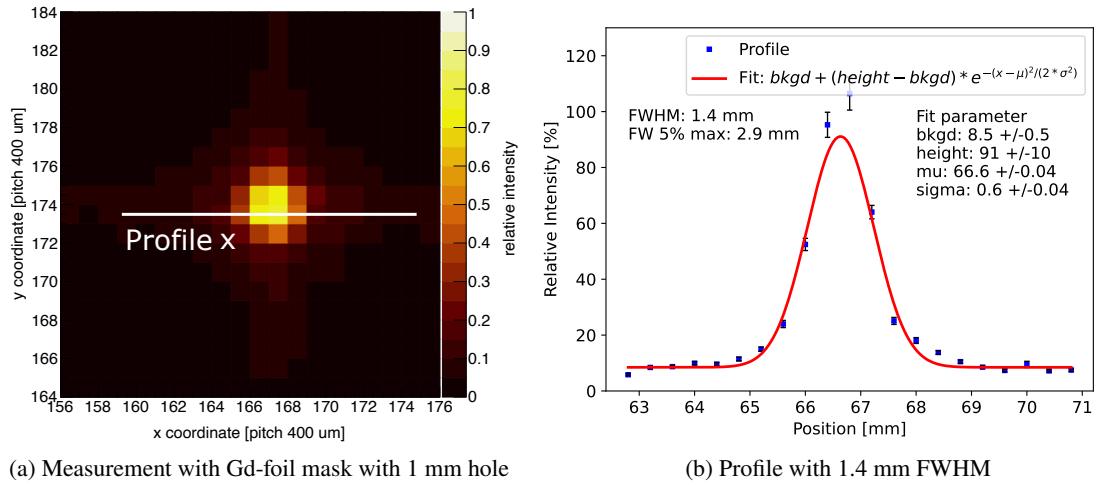 184
182
180
178
176
174
172
170
168
166
164
156 158 160 162 164 166 168 170 172 174 176
y coordinate [pitch 400 um]
x coordinate [pitch 400 um]
Profile x
1
0.9
0.8
0.7
0.6
0.5
0.4
0.3
0.2
0.1
0
relative intensity
(a) Measurement with Gd-foil mask with 1 mm hole
120
100
80
60
40
20
0
Relative Intensity [%]
Profile
Fit: bkgd + (height − bkgd) * e^{−(x−μ)²/(2*σ²)}
FWHM: 1.4 mm
FW 5% max: 2.9 mm
Fit parameter
bkgd: 8.5 +/-0.5
height: 91 +/-10
mu: 66.6 +/-0.04
sigma: 0.6 +/-0.04
63 64 65 66 67 68 69 70 71
Position [mm]
(b) Profile with 1.4 mm FWHM